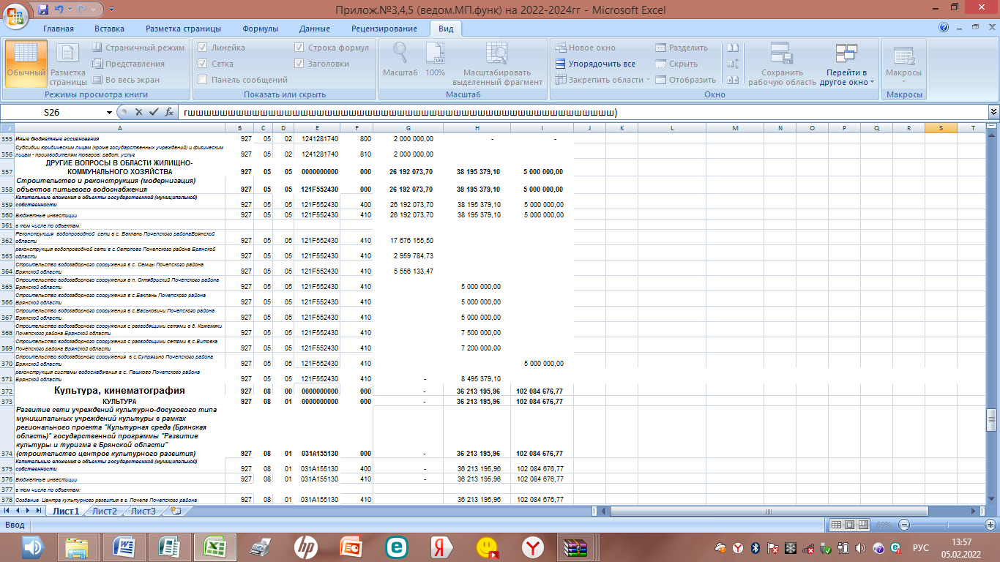 Прилож.№3,4,5 (ведом.МП.функ) на 2022-2024гг - Microsoft Excel
Главная Вставка Разметка страницы Формулы Данные Рецензирование Вид
Обычный Разметка страницы Страничный режим Представления Во весь экран
Режимы просмотра книги
Линейка Строка формул
Сетка Заголовки
Панель сообщений
Показать или скрыть
Масштаб 100% Масштабировать выделенный фрагмент
Масштаб
Новое окно Разделить
Упорядочить все Скрыть
Закрепить области Отобразить
Сохранить рабочую область Перейти в другое окно
Окно
Макросы
Макросы
S26
A B C D E F G H I J K L M N O P Q R S T
355 Иные бюджетные ассигнования 927 05 02 1241281740 800 2 000 000,00 - -
Субсидии юридическим лицам (кроме государственных учреждений) и физическим
356 лицам - производителям товаров, работ, услуг 927 05 02 1241281740 810 2 000 000,00
ДРУГИЕ ВОПРОСЫ В ОБЛАСТИ ЖИЛИЩНО-
357 КОММУНАЛЬНОГО ХОЗЯЙСТВА 927 05 05 0000000000 000 26 192 073,70 38 195 379,10 5 000 000,00
Строительство и реконструкция (модернизация)
358 объектов питьевого водоснабжения 927 05 05 121F552430 000 26 192 073,70 38 195 379,10 5 000 000,00
Капитальные вложения в объекты государственной (муниципальной)
359 собственности 927 05 05 121F552430 400 26 192 073,70 38 195 379,10 5 000 000,00
360 Бюджетные инвестиции 927 05 05 121F552430 410 26 192 073,70 38 195 379,10 5 000 000,00
361 в том числе по объектам:
Реконструкция водопроводной сети в с. Баклань Почепского районаБрянской
362 области 927 05 05 121F552430 410 17 676 155,50
реконструкция водопроводной сети в с.Сетолово Почепского района Брянской
363 области 927 05 05 121F552430 410 2 959 784,73
Строительство водозаборного сооружения в с. Семцы Почепского района
364 Брянской области 927 05 05 121F552430 410 5 556 133,47
Строительство водозаборного сооружения в п. Октябрьский Почепского района
365 Брянской области 927 05 05 121F552430 410 5 000 000,00
Строительство водозаборного сооружения в с.Баклань Почепского района
366 Брянской области 927 05 05 121F552430 410 5 000 000,00
Строительство водозаборного сооружения в с.Васьковичи Почепского района
367 Брянской области 927 05 05 121F552430 410 5 000 000,00
Строительство водозаборного сооружения с разводящими сетями в д. Кожемяки
368 Почепского района Брянской области 927 05 05 121F552430 410 7 500 000,00
Строительство водозаборного сооружения с разводящими сетями в с.Витовка
369 Почепского района Брянской области 927 05 05 121F552430 410 7 200 000,00
Строительство водозаборного сооружения в с.Супрягино Почепского района
370 Брянской области 927 05 05 121F552430 410 5 000 000,00
реконструкция системы водоснабжения в с. Пашково Почепского района
371 Брянской области 927 05 05 121F552430 410 - 8 495 379,10
372 Культура, кинематография 927 08 00 0000000000 000 - 36 213 195,96 102 084 676,77
373 КУЛЬТУРА 927 08 01 0000000000 000 - 36 213 195,96 102 084 676,77
Развитие сети учреждений культурно-досугового типа
муниципальных учреждений культуры в рамках
регионального проекта "Культурная среда (Брянская
область)" государственной программы "Развитие
культуры и туризма в Брянской области"
374 (строительство центров культурного развития) 927 08 01 031A155130 000 - 36 213 195,96 102 084 676,77
Капитальные вложения в объекты государственной (муниципальной)
375 собственности 927 08 01 031A155130 400 - 36 213 195,96 102 084 676,77
376 Бюджетные инвестиции 927 08 01 031A155130 410 - 36 213 195,96 102 084 676,77
377 в том числе по объектам:
378 Создание Центра культурного развития в г. Почепе Почепского района 927 08 01 031A155130 410 36 213 195,96 102 084 676,77
Лист1 Лист2 Лист3
Ввод 69%
РУС 13:57
05.02.2022